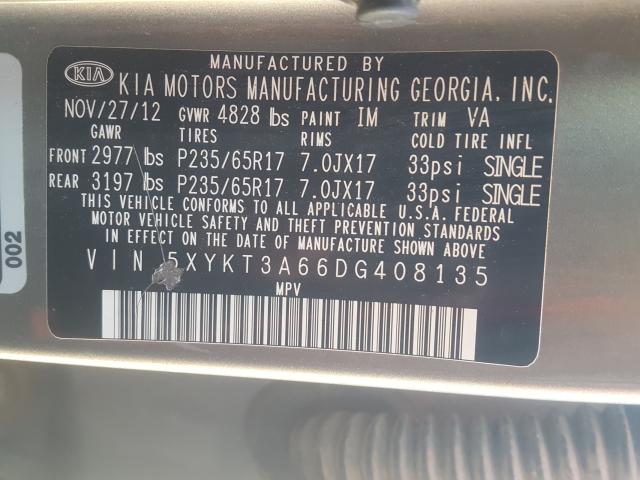 MANUFACTURED BY
KIA KIA MOTORS MANUFACTURING GEORGIA, INC.
NOV/27/12 GVWR 4828 lbs PAINT IM TRIM VA
GAWR TIRES RIMS COLD TIRE INFL
FRONT 2977 lbs P235/65R17 7.0JX17 33psi SINGLE
REAR 3197 lbs P235/65R17 7.0JX17 33psi SINGLE
THIS VEHICLE CONFORMS TO ALL APPLICABLE U.S.A. FEDERAL
MOTOR VEHICLE SAFETY AND THEFT PREVENTION STANDARDS
IN EFFECT ON THE DATE OF MANUFACTURE SHOWN ABOVE.
VIN 5XYKT3A66DG408135
MPV
002